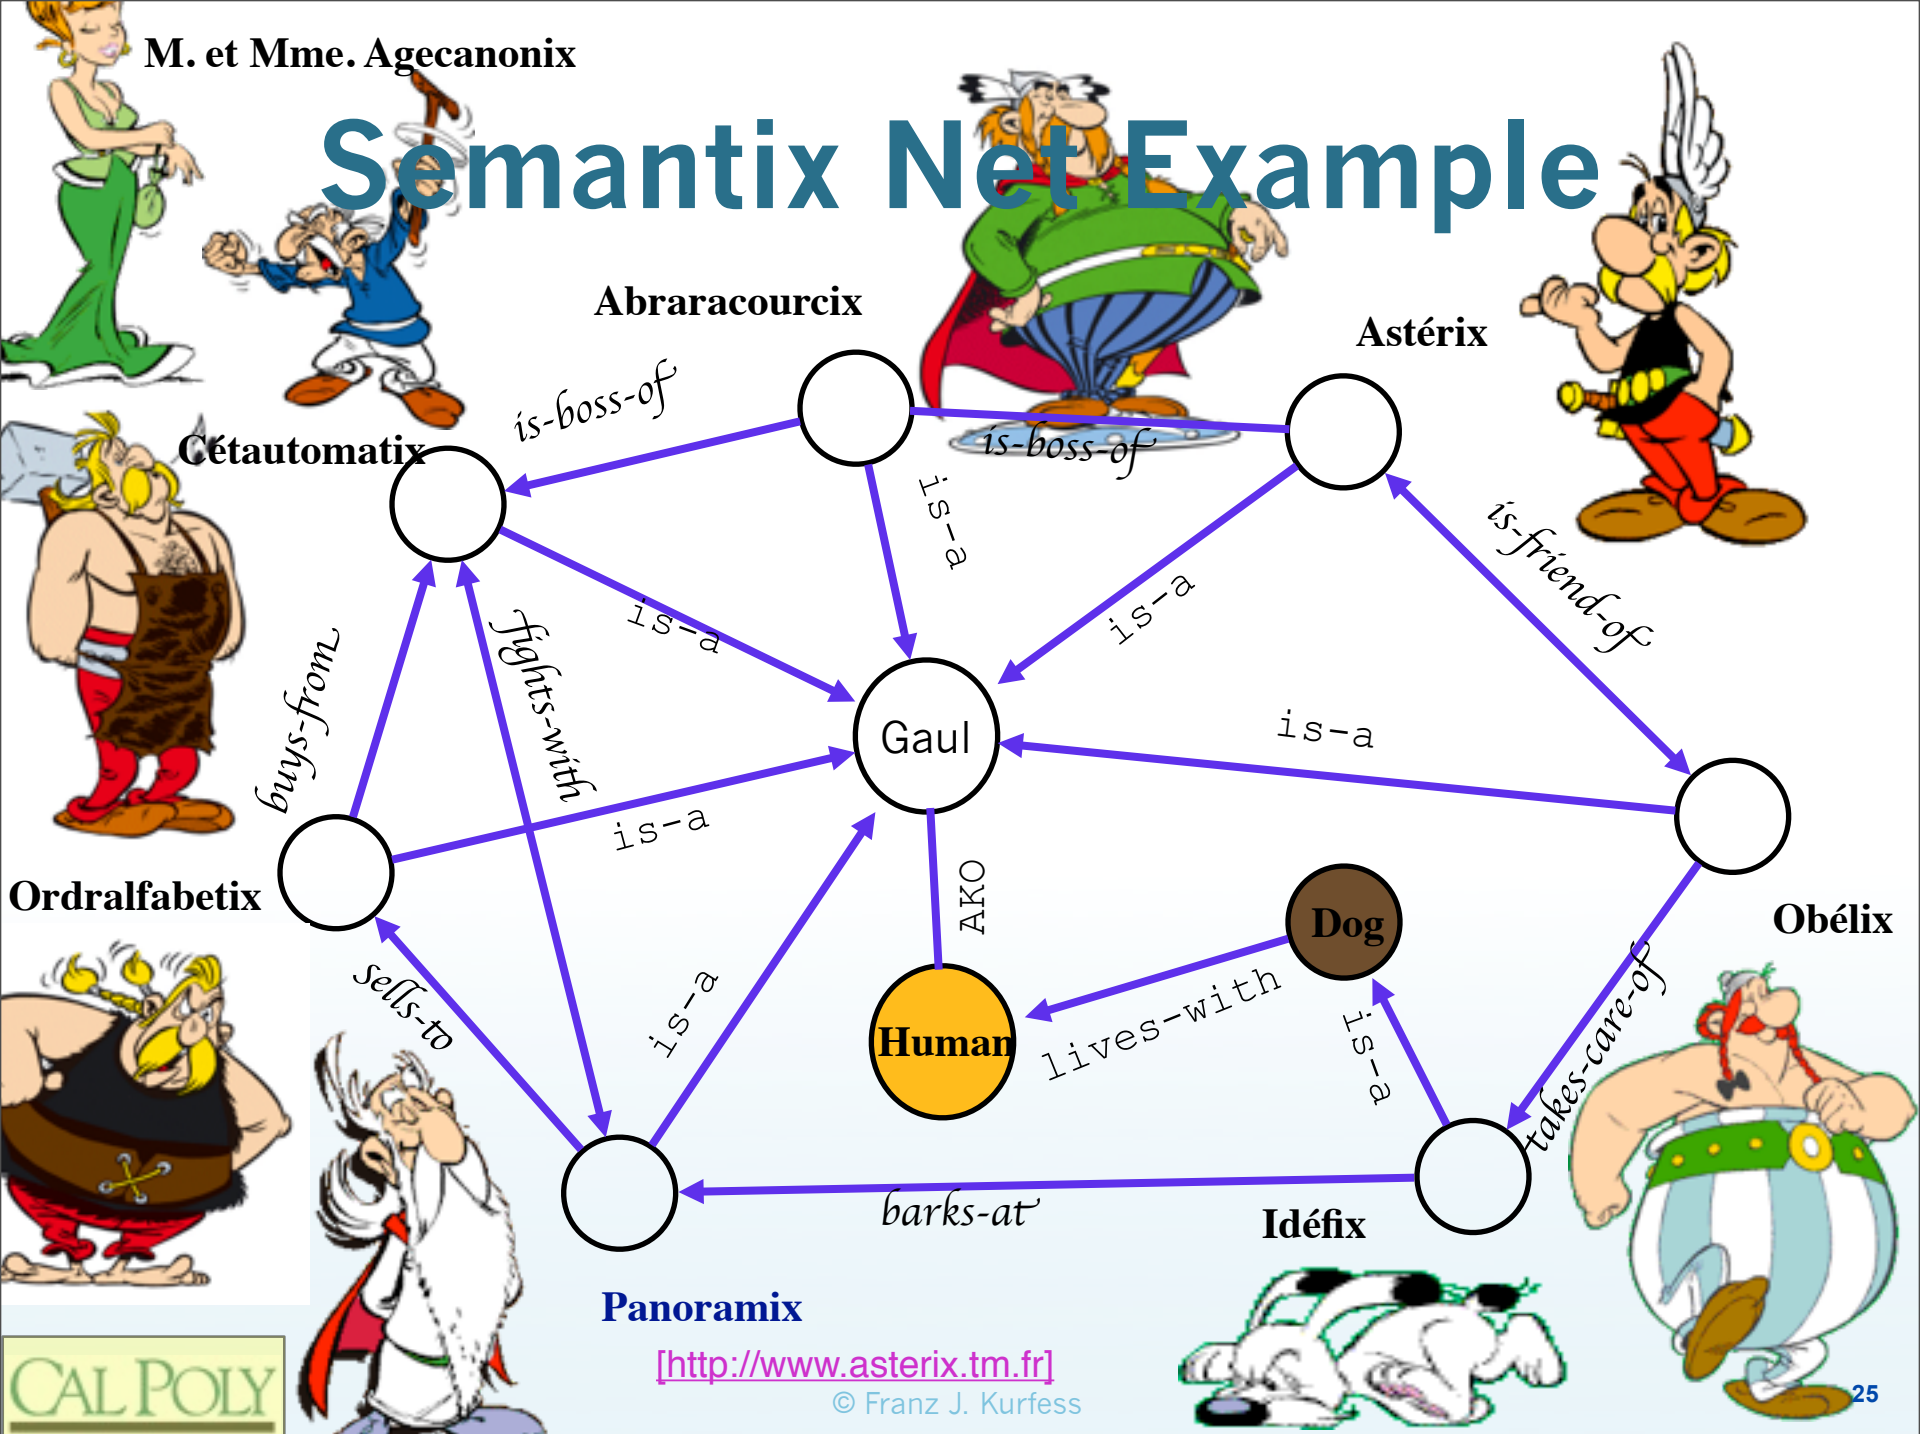 M. et Mme. Agecanonix
Semantix Net Example
Abraracourcix
Astérix
is-boss-of
Cétautomatix
is-boss-of
is-a
is-friend-of
is-a
is-a
fights-with
buys-from
Gaul
is-a
is-a
AKO
Ordralfabetix
Dog
Obélix
sells-to
is-a
Human
lives-with
is-a
takes-care-of
barks-at
Idéfix
Panoramix
[http://www.asterix.tm.fr]
CAL POLY
© Franz J. Kurfess
25